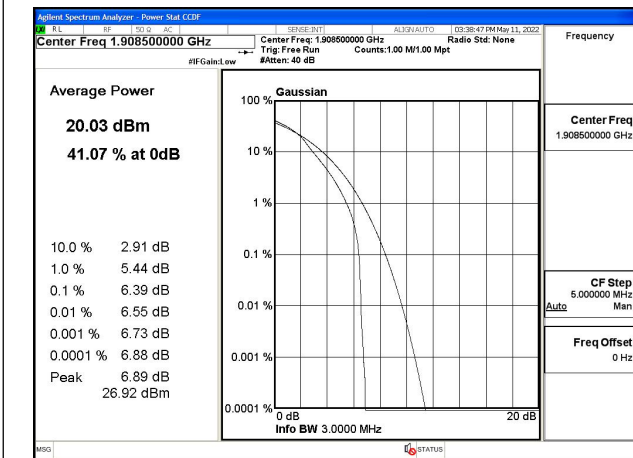 Agilent Spectrum Analyzer - Power Stat CCDF
RL RF 50 Ω AC SENSE:INT ALIGNAUTO 03:38:47 PM May 11, 2022
Center Freq 1.908500000 GHz
Center Freq: 1.908500000 GHz Radio Std: None
Trig: Free Run Counts:1.00 M/1.00 Mpt
#IFGain:Low #Atten: 40 dB
Frequency
Average Power
20.03 dBm
41.07 % at 0dB
10.0 % 2.91 dB
1.0 % 5.44 dB
0.1 % 6.39 dB
0.01 % 6.55 dB
0.001 % 6.73 dB
0.0001 % 6.88 dB
Peak 6.89 dB
26.92 dBm
Gaussian
100 %
10 %
1 %
0.1 %
0.01 %
0.001 %
0.0001 %
0 dB 20 dB
Info BW 3.0000 MHz
Center Freq
1.908500000 GHz
CF Step
5.000000 MHz
Auto Man
Freq Offset
0 Hz
MSG STATUS